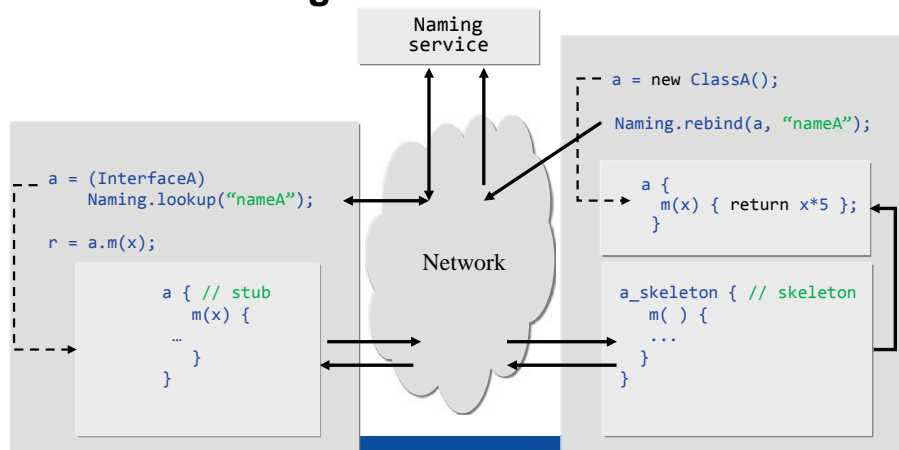 Naming
service
a = new ClassA();
Naming.rebind(a, “nameA”);
a = (InterfaceA)
Naming.lookup(“nameA”);
r = a.m(x);
a {
m(x) { return x*5 };
}
Network
a { // stub
m(x) {
…
}
}
a_skeleton { // skeleton
m( ) {
...
}
}